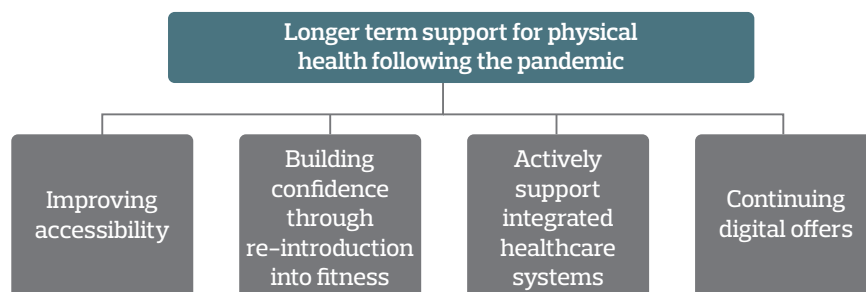 Longer term support for physical
health following the pandemic
Improving
accessibility
Building
confidence
through
re-introduction
into fitness
Actively
support
integrated
healthcare
systems
Continuing
digital offers